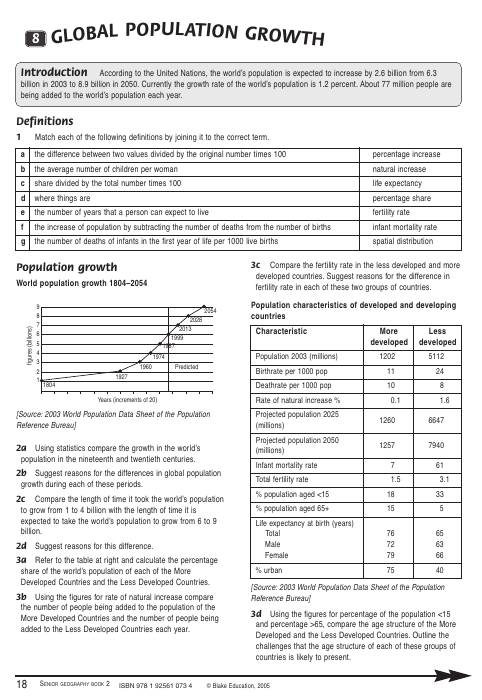 8 GLOBAL POPULATION GROWTH
Introduction According to the United Nations, the world's population is expected to increase by 2.6 billion from 6.3
billion in 2003 to 8.9 billion in 2050. Currently the growth rate of the world's population is 1.2 percent. About 77 million people are
being added to the world's population each year.
Definitions
1 Match each of the following definitions by joining it to the correct term.
a the difference between two values divided by the original number times 100 percentage increase
b the average number of children per woman natural increase
c share divided by the total number times 100 life expectancy
d where things are percentage share
e the number of years that a person can expect to live fertility rate
f the increase of population by subtracting the number of deaths from the number of births infant mortality rate
g the number of deaths of infants in the first year of life per 1000 live births spatial distribution
Population growth
World population growth 1804–2054
figures (billions)
9
8
7
6
5
4
3
2
1
1804
1927
1960
1974
1987
1999
2013
2028
2054
Predicted
Years (increments of 20)
[Source: 2003 World Population Data Sheet of the Population
Reference Bureau]
2a Using statistics compare the growth in the world's
population in the nineteenth and twentieth centuries.
2b Suggest reasons for the differences in global population
growth during each of these periods.
2c Compare the length of time it took the world's population
to grow from 1 to 4 billion with the length of time it is
expected to take the world's population to grow from 6 to 9
billion.
2d Suggest reasons for this difference.
3a Refer to the table at right and calculate the percentage
share of the world's population of each of the More
Developed Countries and the Less Developed Countries.
3b Using the figures for rate of natural increase compare
the number of people being added to the population of the
More Developed Countries and the number of people being
added to the Less Developed Countries each year.
3c Compare the fertility rate in the less developed and more
developed countries. Suggest reasons for the difference in
fertility rate in each of these two groups of countries.
Population characteristics of developed and developing
countries
Characteristic More developed Less developed
Population 2003 (millions) 1202 5112
Birthrate per 1000 pop 11 24
Deathrate per 1000 pop 10 8
Rate of natural increase % 0.1 1.6
Projected population 2025
(millions) 1260 6647
Projected population 2050
(millions) 1257 7940
Infant mortality rate 7 61
Total fertility rate 1.5 3.1
% population aged <15 18 33
% population aged 65+ 15 5
Life expectancy at birth (years)
Total 76 65
Male 72 63
Female 79 66
% urban 75 40
[Source: 2003 World Population Data Sheet of the Population
Reference Bureau]
3d Using the figures for percentage of the population <15
and percentage >65, compare the age structure of the More
Developed and the Less Developed Countries. Outline the
challenges that the age structure of each of these groups of
countries is likely to present.
18 SENIOR GEOGRAPHY BOOK 2 ISBN 978 1 92561 073 4 © Blake Education, 2005